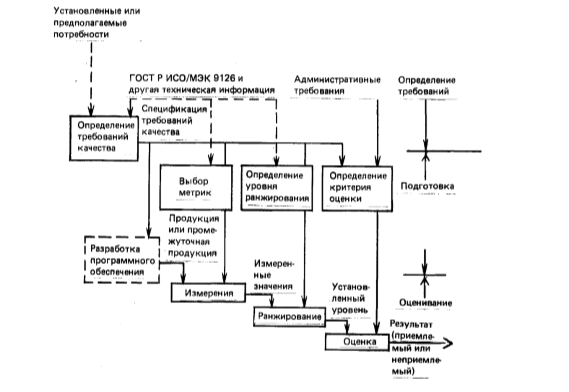 Установленные или
предполагаемые
потребности
ГОСТ Р ИСО/МЭК 9126 и
другая техническая информация
Административные
требования
Определение
требований
Спецификация
требований
качества
Определение
требований
качества
Выбор
метрик
Определение
уровня
ранжирования
Определение
критерия
оценки
Подготовка
Продукция
или проме-
жуточная
продукция
Разработка
программного
обеспечения
Измерен-
ные
значения
Измерения
Установ-
ленный
уровень
Оценивание
Ранжирование
Оценка
Результат
(приемле-
мый или
неприемле-
мый)